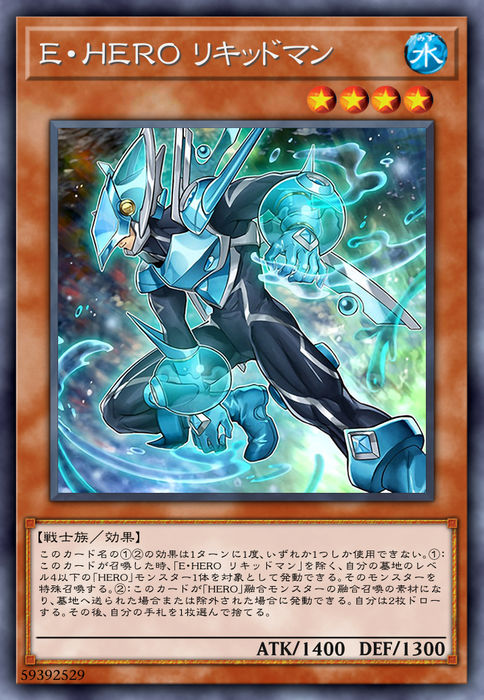 E・HERO リキッドマン
みず
水
【戦士族／効果】
このカード名の①②の効果は1ターンに1度、いずれか1つしか使用できない。①：
このカードが召喚した時、「E・HERO リキッドマン」を除く、自分の墓地のレベ
ル4以下の「HERO」モンスター1体を対象として発動できる。そのモンスターを
特殊召喚する。②：このカードが「HERO」融合モンスターの融合召喚の素材にな
り、墓地へ送られた場合または除外された場合に発動できる。自分は2枚ドロー
する。その後、自分の手札を1枚選んで捨てる。
ATK/1400 DEF/1300
59392529